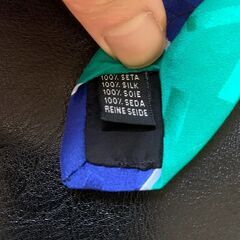 100% SETA
100% SILK
100% SOIE
100% SEDA
REINE SEIDE